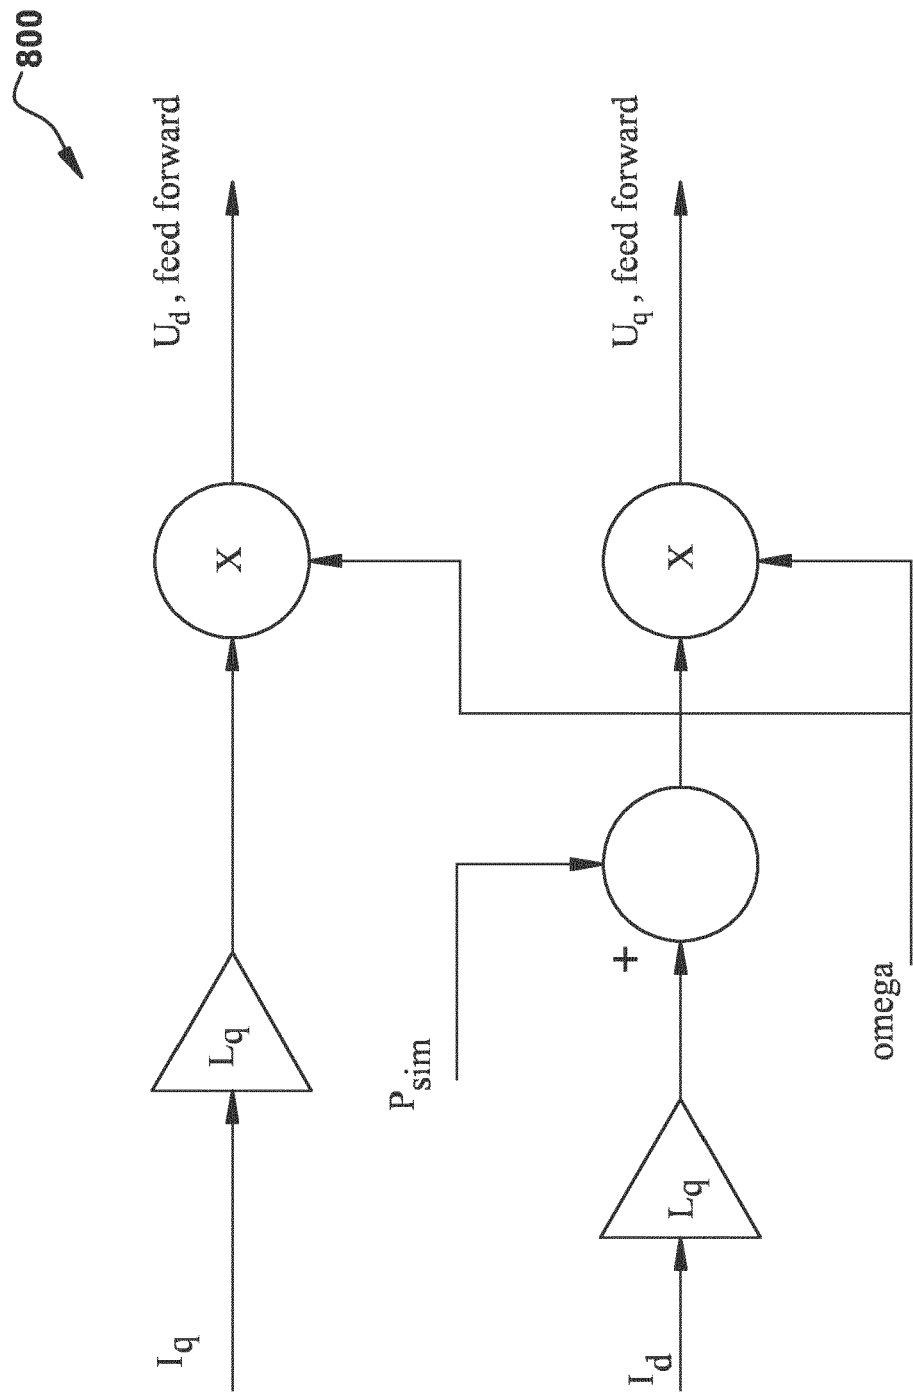 800
U_d, feed forward
X
L_q
I_q
P_sim
U_q, feed forward
X
+
L_q
I_d
omega